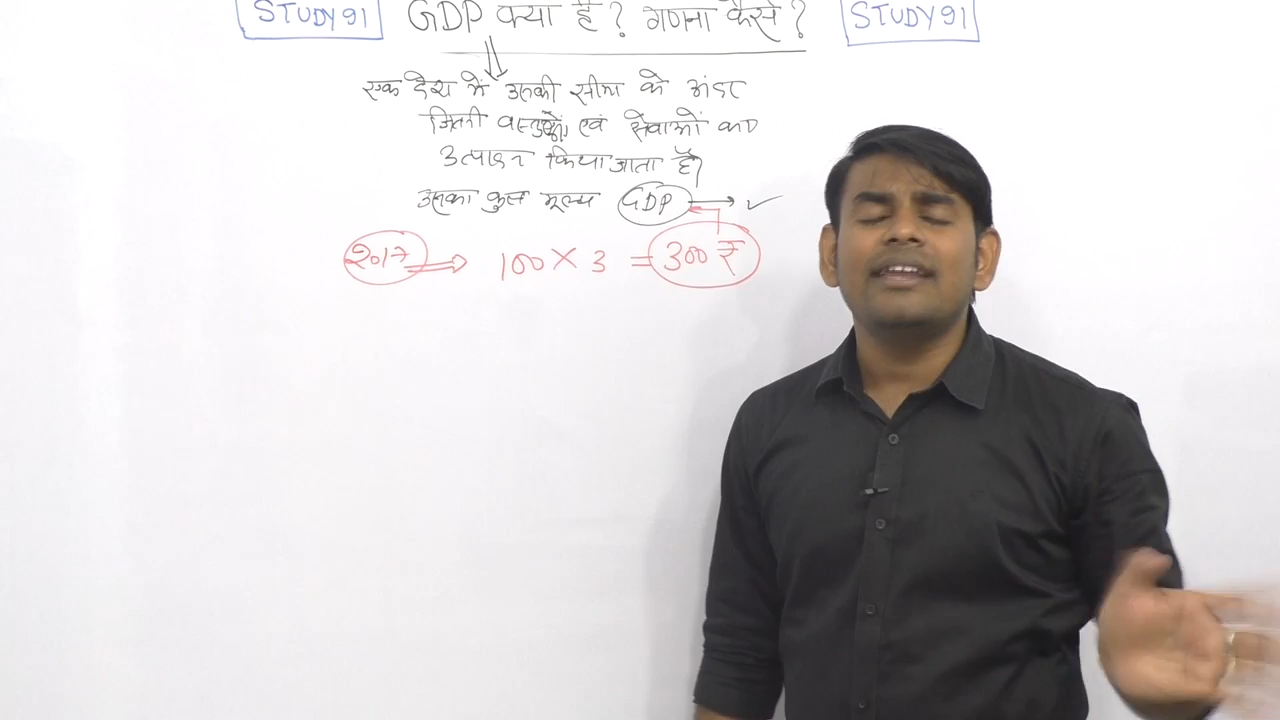 STUDY91 GDP क्या है? गणना कैसे? STUDY91
एक देश में उसकी सीमा के अंदर
जितनी वस्तुओं एवं सेवाओं का
उत्पादन किया जाता है।
उसका कुल मूल्य GDP
2017 ⇒ 100 × 3 = 300 ₹